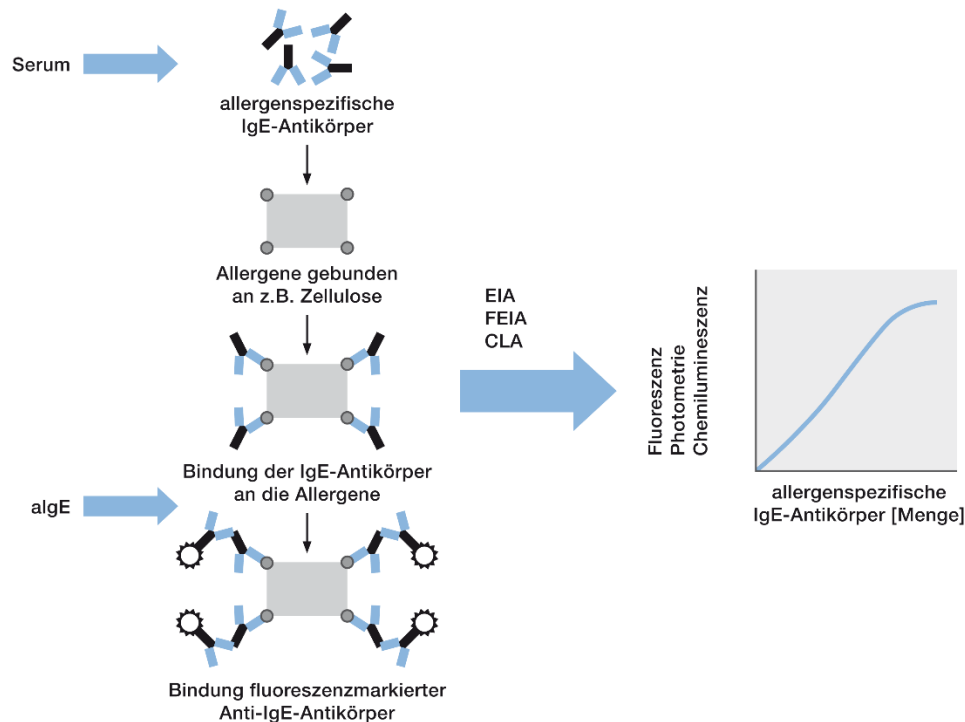 Serum
allergenspezifische
IgE-Antikörper
Allergene gebunden
an z.B. Zellulose
Bindung der IgE-Antikörper
an die Allergene
aIgE
Bindung fluoreszenzmarkierter
Anti-IgE-Antikörper
EIA
FEIA
CLA
Fluoreszenz
Photometrie
Chemilumineszenz
allergenspezifische
IgE-Antikörper [Menge]